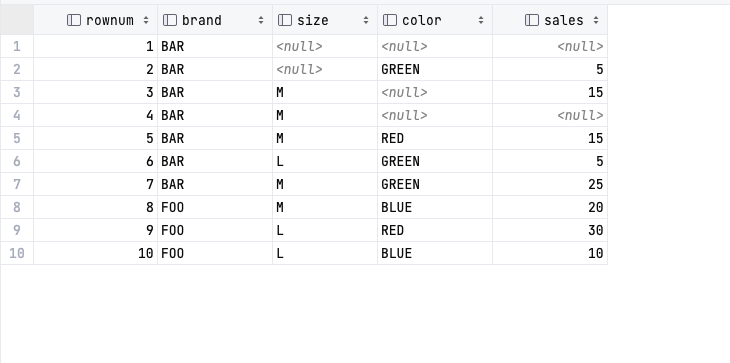 rownum brand size color sales
1 1 BAR <null> <null> <null>
2 2 BAR <null> GREEN 5
3 3 BAR M <null> 15
4 4 BAR M <null> <null>
5 5 BAR M RED 15
6 6 BAR L GREEN 5
7 7 BAR M GREEN 25
8 8 FOO M BLUE 20
9 9 FOO L RED 30
10 10 FOO L BLUE 10